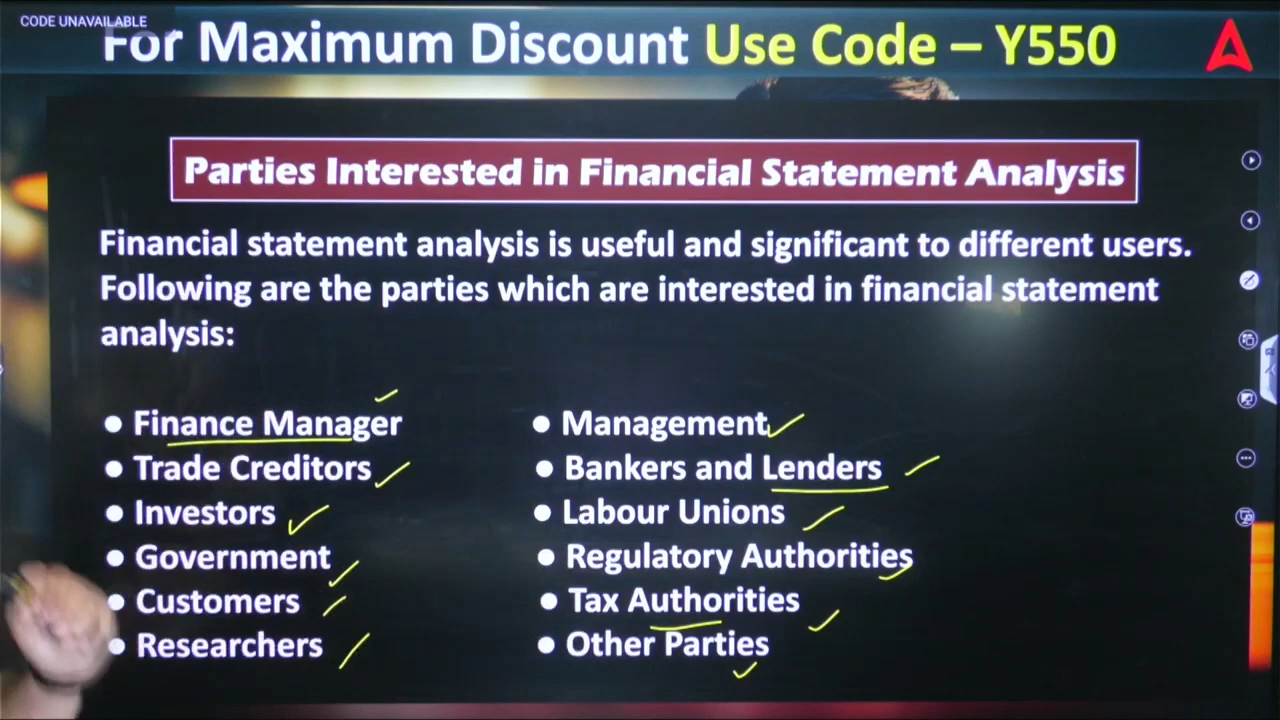 CODE UNAVAILABLE
For Maximum Discount Use Code – Y550
Parties Interested in Financial Statement Analysis
Financial statement analysis is useful and significant to different users.
Following are the parties which are interested in financial statement
analysis:
● Finance Manager
● Trade Creditors
● Investors
● Government
● Customers
● Researchers
● Management
● Bankers and Lenders
● Labour Unions
● Regulatory Authorities
● Tax Authorities
● Other Parties